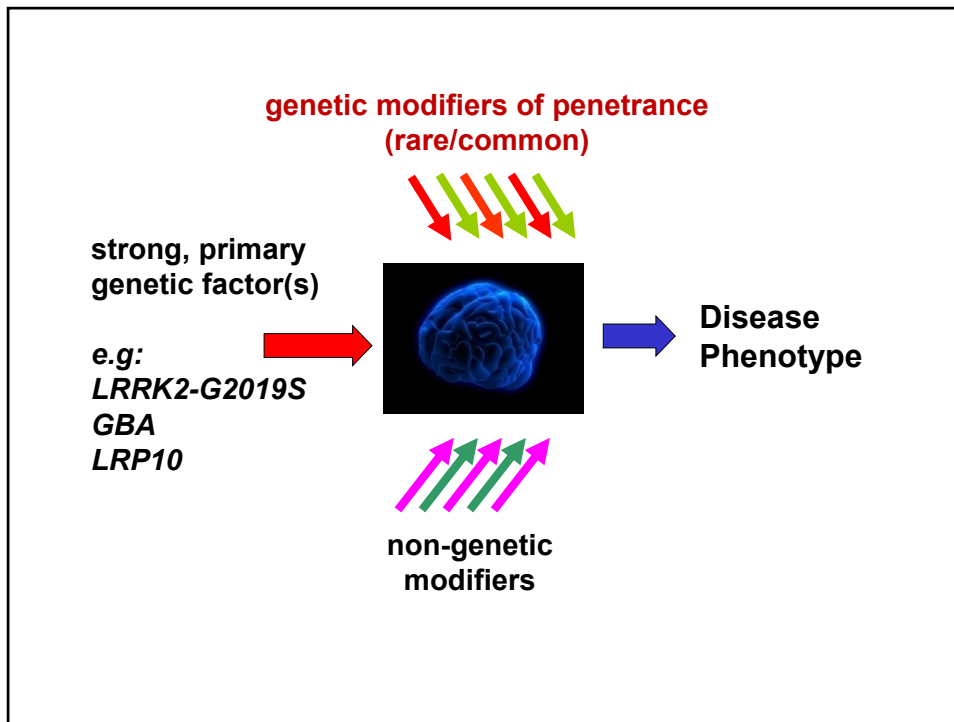 genetic modifiers of penetrance
(rare/common)
strong, primary
genetic factor(s)
e.g:
LRRK2-G2019S
GBA
LRP10
Disease
Phenotype
non-genetic
modifiers